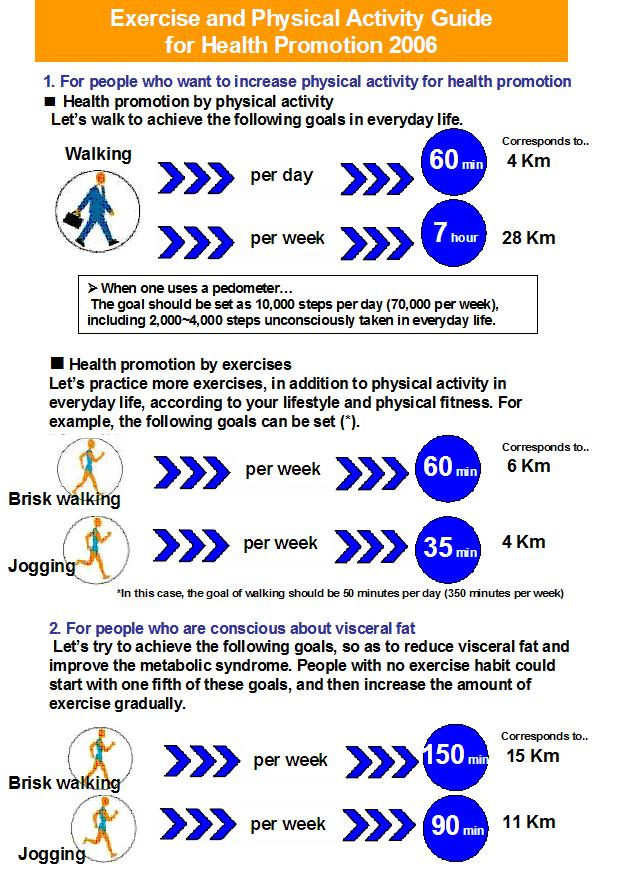 Exercise and Physical Activity Guide
for Health Promotion 2006
1. For people who want to increase physical activity for health promotion
■ Health promotion by physical activity
Let's walk to achieve the following goals in everyday life.
Walking
per day
60 min
Corresponds to..
4 Km
per week
7 hour
28 Km
➢ When one uses a pedometer…
The goal should be set as 10,000 steps per day (70,000 per week),
including 2,000~4,000 steps unconsciously taken in everyday life.
■ Health promotion by exercises
Let's practice more exercises, in addition to physical activity in
everyday life, according to your lifestyle and physical fitness. For
example, the following goals can be set (*).
Brisk walking
per week
60 min
Corresponds to..
6 Km
Jogging
per week
35 min
4 Km
*In this case, the goal of walking should be 50 minutes per day (350 minutes per week)
2. For people who are conscious about visceral fat
Let's try to achieve the following goals, so as to reduce visceral fat and
improve the metabolic syndrome. People with no exercise habit could
start with one fifth of these goals, and then increase the amount of
exercise gradually.
Brisk walking
per week
150 min
Corresponds to..
15 Km
Jogging
per week
90 min
11 Km